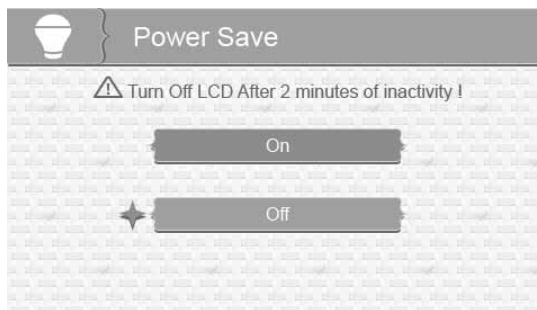 Power Save
Turn Off LCD After 2 minutes of inactivity !
On
Off